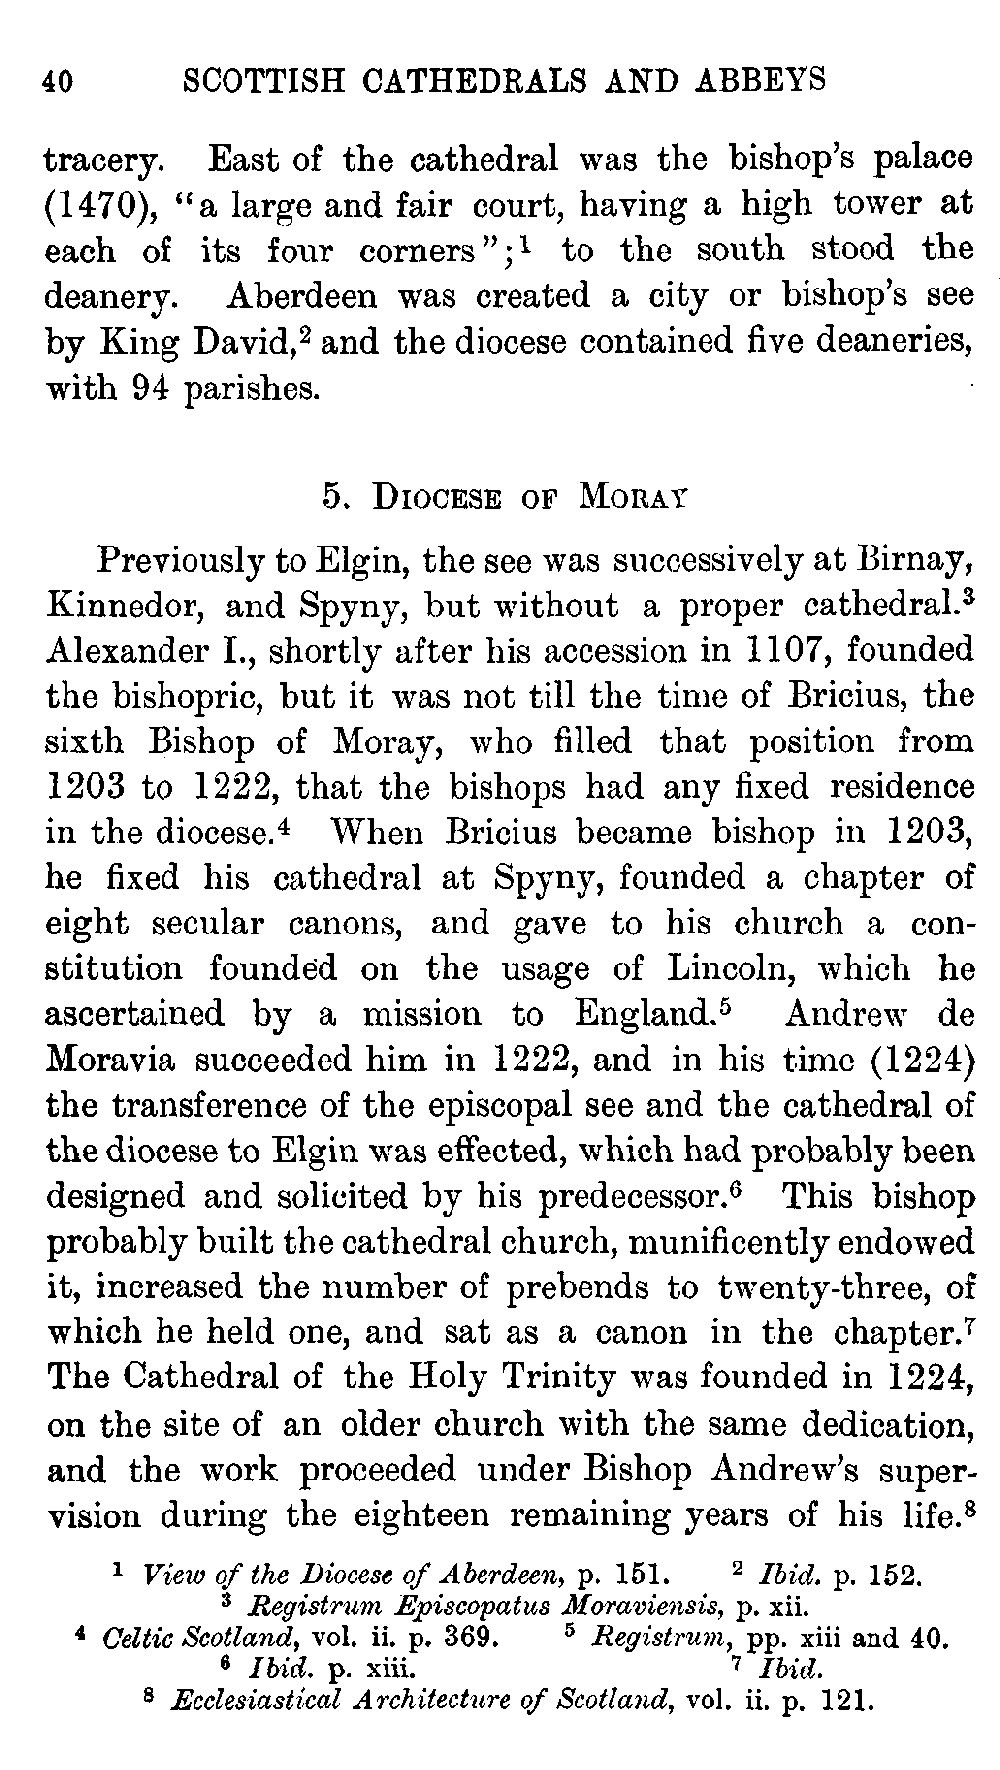 40 SCOTTISH CATHEDRALS AND ABBEYS
tracery. East of the cathedral was the bishop's palace
(1470), "a large and fair court, having a high tower at
each of its four corners";¹ to the south stood the
deanery. Aberdeen was created a city or bishop's see
by King David,² and the diocese contained five deaneries,
with 94 parishes.
5. DIOCESE OF MORAY
Previously to Elgin, the see was successively at Birnay,
Kinnedor, and Spyny, but without a proper cathedral.³
Alexander I., shortly after his accession in 1107, founded
the bishopric, but it was not till the time of Bricius, the
sixth Bishop of Moray, who filled that position from
1203 to 1222, that the bishops had any fixed residence
in the diocese.⁴ When Bricius became bishop in 1203,
he fixed his cathedral at Spyny, founded a chapter of
eight secular canons, and gave to his church a con-
stitution founded on the usage of Lincoln, which he
ascertained by a mission to England.⁵ Andrew de
Moravia succeeded him in 1222, and in his time (1224)
the transference of the episcopal see and the cathedral of
the diocese to Elgin was effected, which had probably been
designed and solicited by his predecessor.⁶ This bishop
probably built the cathedral church, munificently endowed
it, increased the number of prebends to twenty-three, of
which he held one, and sat as a canon in the chapter.⁷
The Cathedral of the Holy Trinity was founded in 1224,
on the site of an older church with the same dedication,
and the work proceeded under Bishop Andrew's super-
vision during the eighteen remaining years of his life.⁸
¹ View of the Diocese of Aberdeen, p. 151. ² Ibid. p. 152.
³ Registrum Episcopatus Moraviensis, p. xii.
⁴ Celtic Scotland, vol. ii. p. 369. ⁵ Registrum, pp. xiii and 40.
⁶ Ibid. p. xiii. ⁷ Ibid.
⁸ Ecclesiastical Architecture of Scotland, vol. ii. p. 121.